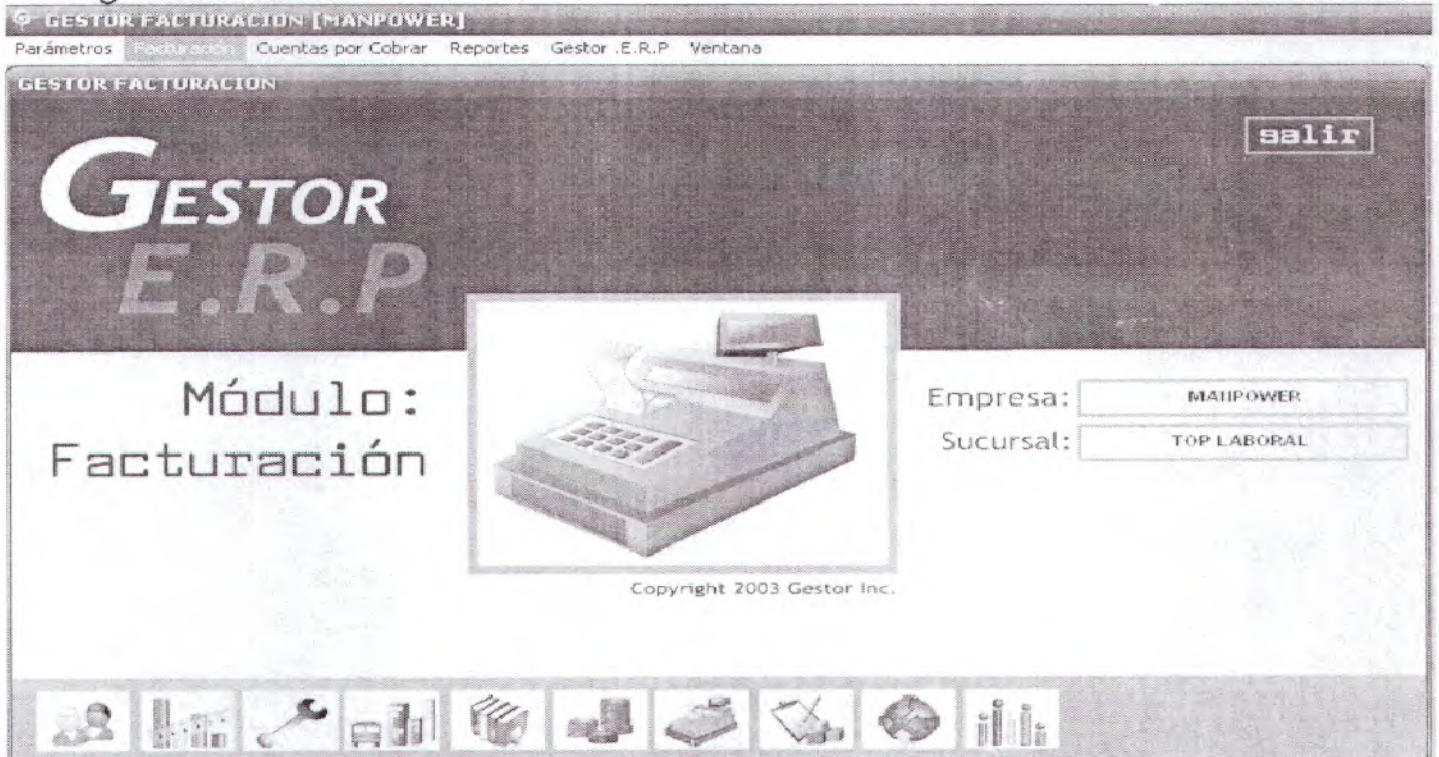 GESTOR FACTURACION [MANPOWER]
Parámetros Facturación Cuentas por Cobrar Reportes Gestor .E.R.P Ventana
GESTOR FACTURACION
salir
GESTOR
E.R.P
Módulo:
Facturación
Empresa: MANPOWER
Sucursal: TOP LABORAL
Copyright 2003 Gestor Inc.